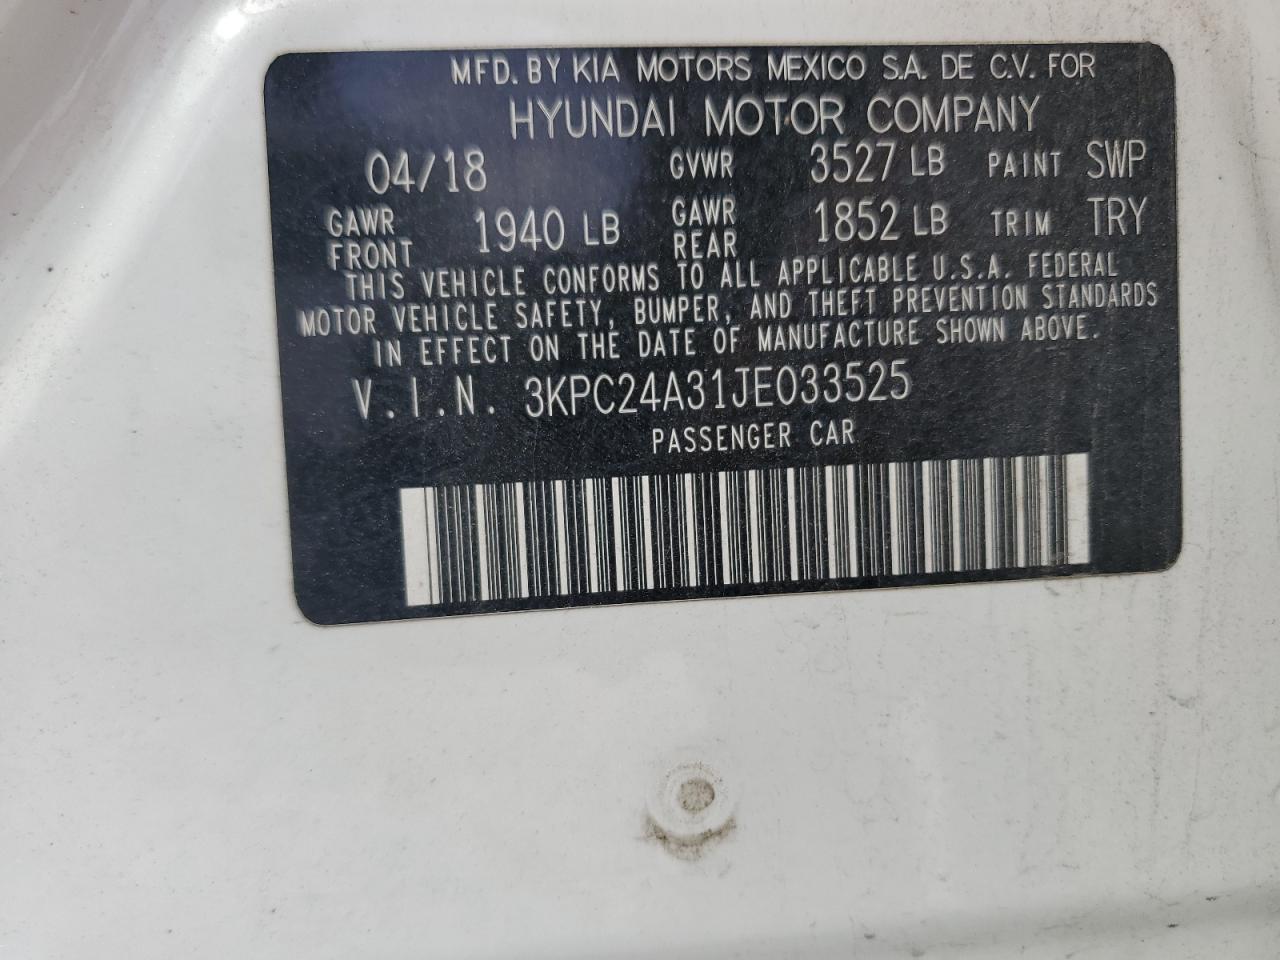 MFD. BY KIA MOTORS MEXICO S.A. DE C.V. FOR
HYUNDAI MOTOR COMPANY
04/18 GVWR 3527 LB PAINT SWP
GAWR FRONT 1940 LB GAWR REAR 1852 LB TRIM TRY
THIS VEHICLE CONFORMS TO ALL APPLICABLE U.S.A. FEDERAL
MOTOR VEHICLE SAFETY, BUMPER, AND THEFT PREVENTION STANDARDS
IN EFFECT ON THE DATE OF MANUFACTURE SHOWN ABOVE.
V.I.N. 3KPC24A31JE033525
PASSENGER CAR